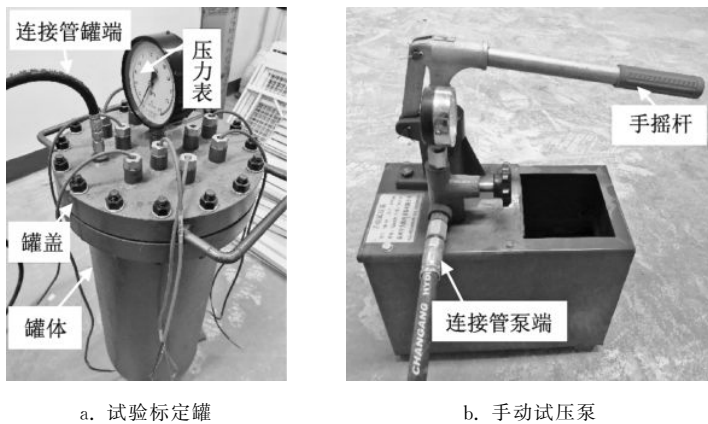 连接管罐端
压力表
罐盖
罐体
手摇杆
连接管泵端
CHANGANG HYD
a. 试验标定罐
b. 手动试压泵